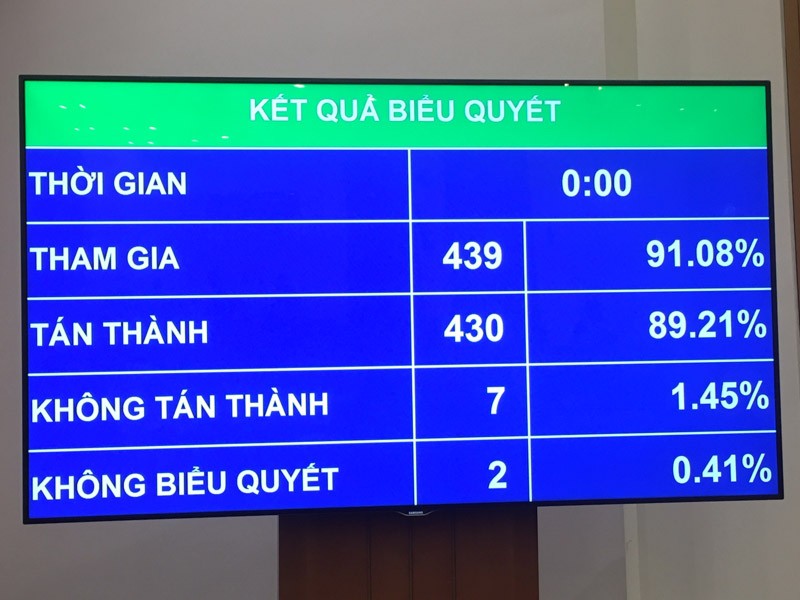 KẾT QUẢ BIỂU QUYẾT
THỜI GIAN 0:00
THAM GIA 439 91.08%
TÁN THÀNH 430 89.21%
KHÔNG TÁN THÀNH 7 1.45%
KHÔNG BIỂU QUYẾT 2 0.41%
SAMSUNG